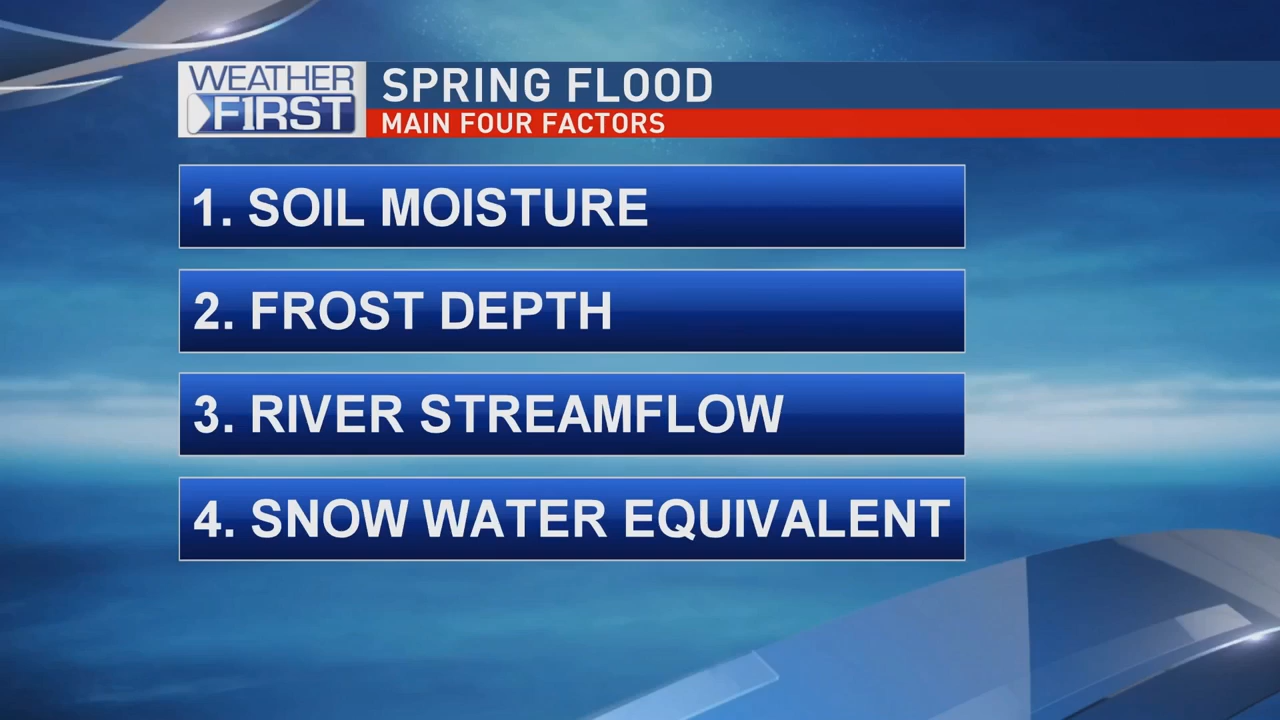 WEATHER
FIRST
SPRING FLOOD
MAIN FOUR FACTORS
1. SOIL MOISTURE
2. FROST DEPTH
3. RIVER STREAMFLOW
4. SNOW WATER EQUIVALENT